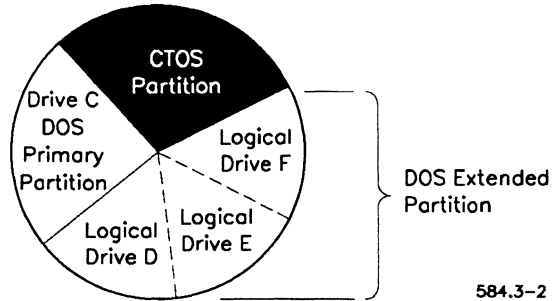 CTOS
Partition
Drive C
DOS
Primary
Partition
Logical
Drive F
Logical
Drive E
Logical
Drive D
DOS Extended
Partition
584.3-2